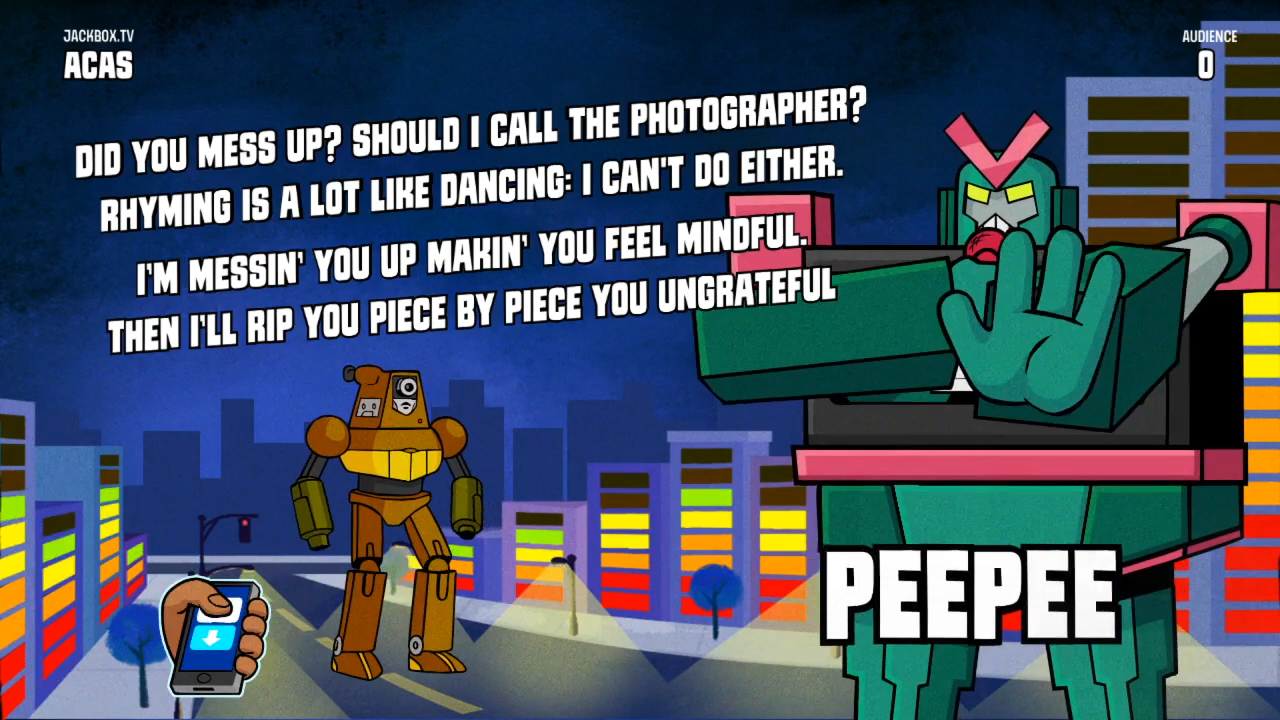 JACKBOX.TV
ACAS
AUDIENCE
0
DID YOU MESS UP? SHOULD I CALL THE PHOTOGRAPHER?
RHYMING IS A LOT LIKE DANCING: I CAN'T DO EITHER.
I'M MESSIN' YOU UP MAKIN' YOU FEEL MINDFUL.
THEN I'LL RIP YOU PIECE BY PIECE YOU UNGRATEFUL
PEEPEE